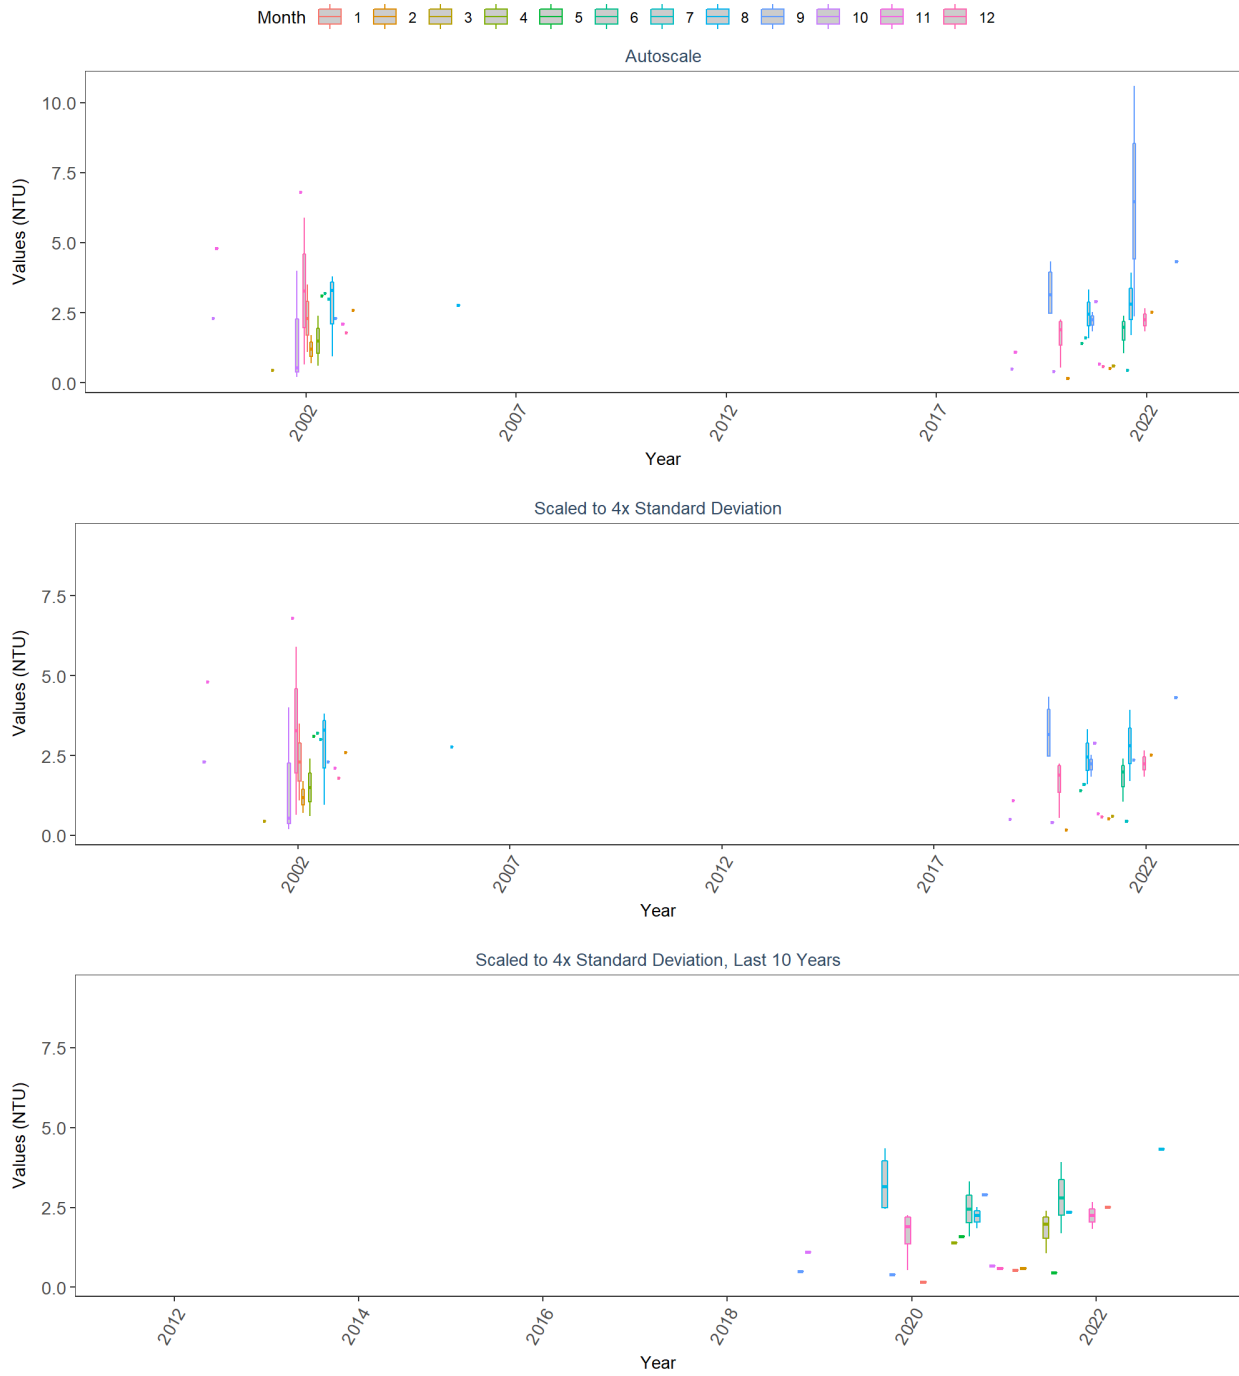 Month 1 2 3 4 5 6 7 8 9 10 11 12
Autoscale
10.0
7.5
5.0
2.5
0.0
Values (NTU)
2002 2007 2012 2017 2022
Year
Scaled to 4x Standard Deviation
7.5
5.0
2.5
0.0
Values (NTU)
2002 2007 2012 2017 2022
Year
Scaled to 4x Standard Deviation, Last 10 Years
7.5
5.0
2.5
0.0
Values (NTU)
2012 2014 2016 2018 2020 2022
Year